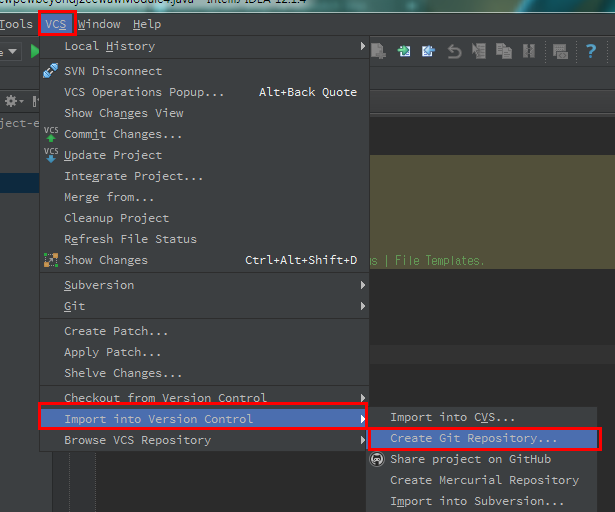 IntelliJ IDEA 12.1.4
Tools VCS Window Help
Local History
SVN Disconnect
VCS Operations Popup... Alt+Back Quote
Show Changes View
VCS Commit Changes...
VCS Update Project
Integrate Project...
Merge from...
Cleanup Project
Refresh File Status
Show Changes Ctrl+Alt+Shift+D
| File Templates.
Subversion
Git
Create Patch...
Apply Patch...
Shelve Changes...
Checkout from Version Control
Import into Version Control
Browse VCS Repository
Import into CVS...
Create Git Repository...
Share project on GitHub
Create Mercurial Repository
Import into Subversion...